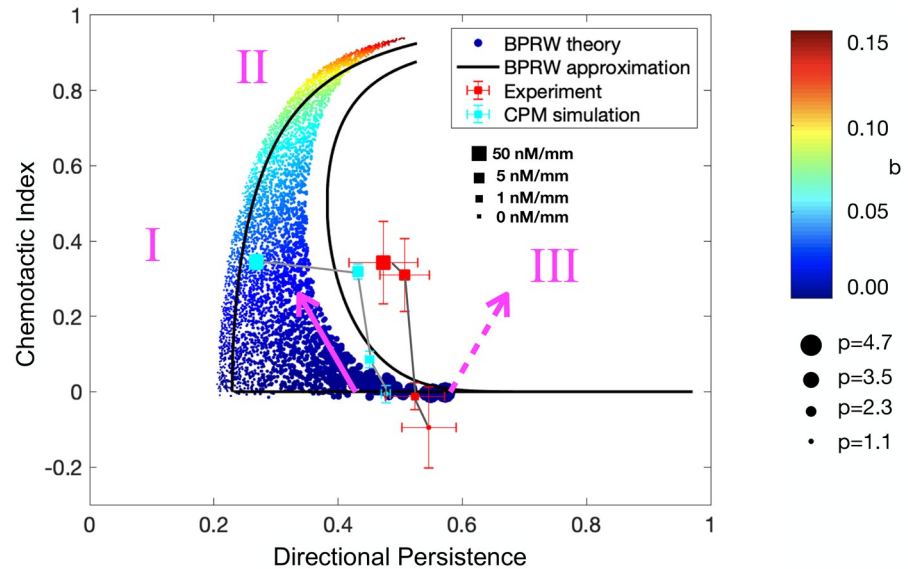 1
0.8
0.6
0.4
0.2
0
-0.2
Chemotactic Index
0
0.2
0.4
0.6
0.8
1
Directional Persistence
I
II
III
BPRW theory
BPRW approximation
Experiment
CPM simulation
50 nM/mm
5 nM/mm
1 nM/mm
0 nM/mm
0.15
0.10
b
0.05
0.00
p=4.7
p=3.5
p=2.3
p=1.1